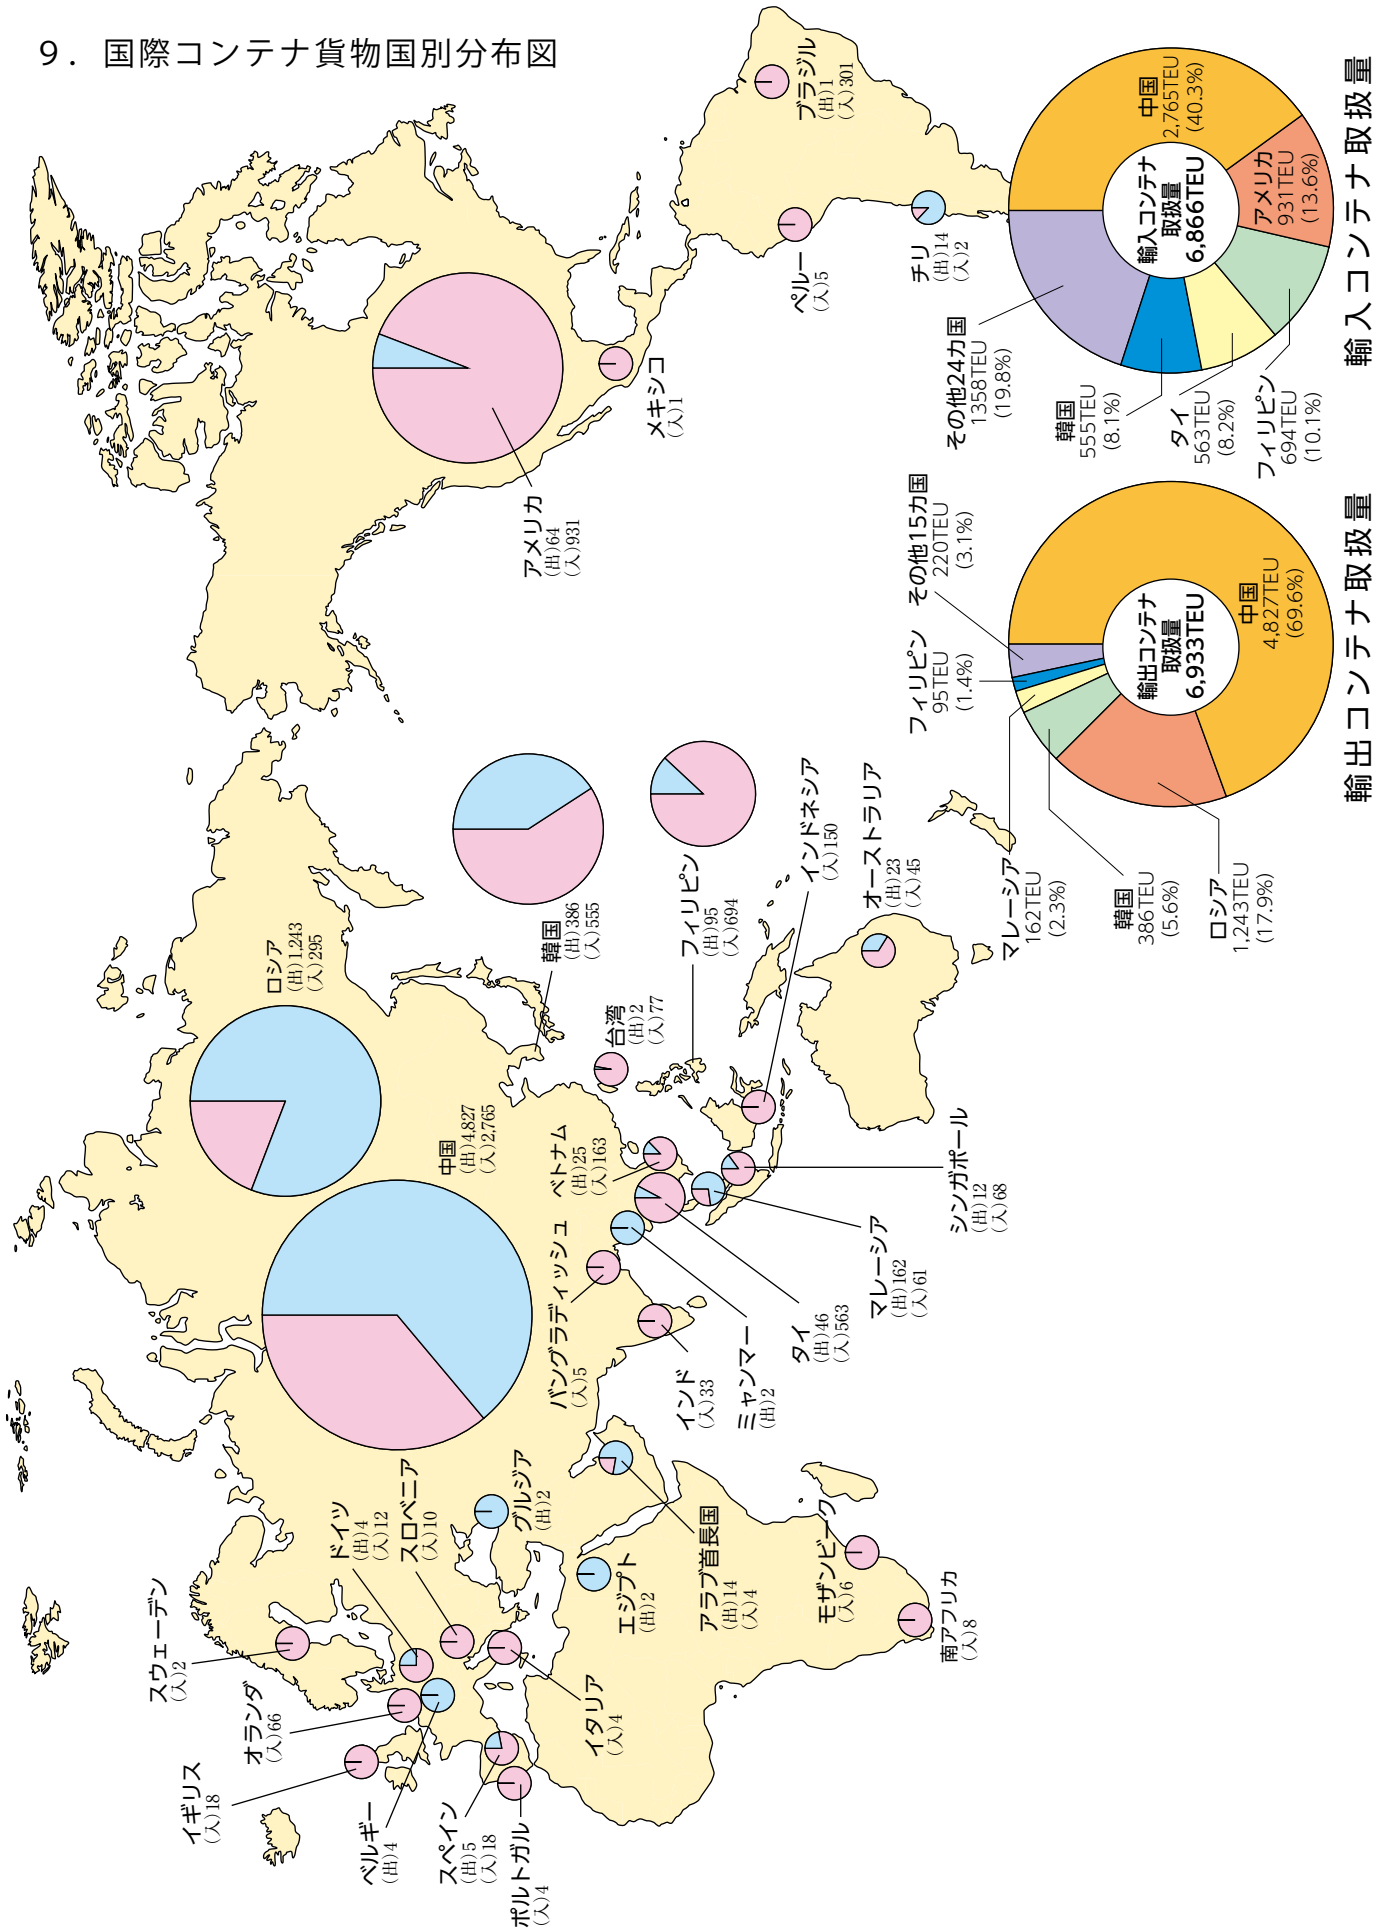 9．国際コンテナ貨物国別分布図
スウェーデン
(入)2
オランダ
(入)66
イギリス
(入)18
ベルギー
(出)4
スペイン
(出)5
(入)18
ポルトガル
(入)4
イタリア
(入)4
ドイツ
(出)4
(入)12
スロベニア
(入)10
グルジア
(出)2
エジプト
(出)2
アラブ首長国
(出)14
(入)4
モザンビーク
(入)6
南アフリカ
(入)8
ロシア
(出)1,243
(入)295
中国
(出)4,827
(入)2,765
韓国
(出)386
(入)555
台湾
(出)2
(入)77
フィリピン
(出)95
(入)694
ベトナム
(出)25
(入)163
バングラディッシュ
(入)5
インド
(入)33
ミャンマー
(出)2
タイ
(出)46
(入)563
マレーシア
(出)162
(入)61
シンガポール
(出)12
(入)68
インドネシア
(入)150
オーストラリア
(出)23
(入)45
アメリカ
(出)64
(入)931
メキシコ
(入)1
ブラジル
(出)1
(入)301
ペルー
(入)5
チリ
(出)14
(入)2
輸出コンテナ
取扱量
6,933TEU
中国
4,827TEU
(69.6%)
ロシア
1,243TEU
(17.9%)
韓国
386TEU
(5.6%)
マレーシア
162TEU
(2.3%)
フィリピン
95TEU
(1.4%)
その他15カ国
220TEU
(3.1%)
輸出コンテナ取扱量
輸入コンテナ
取扱量
6,866TEU
中国
2,765TEU
(40.3%)
アメリカ
931TEU
(13.6%)
フィリピン
694TEU
(10.1%)
タイ
563TEU
(8.2%)
韓国
555TEU
(8.1%)
その他24カ国
1358TEU
(19.8%)
輸入コンテナ取扱量